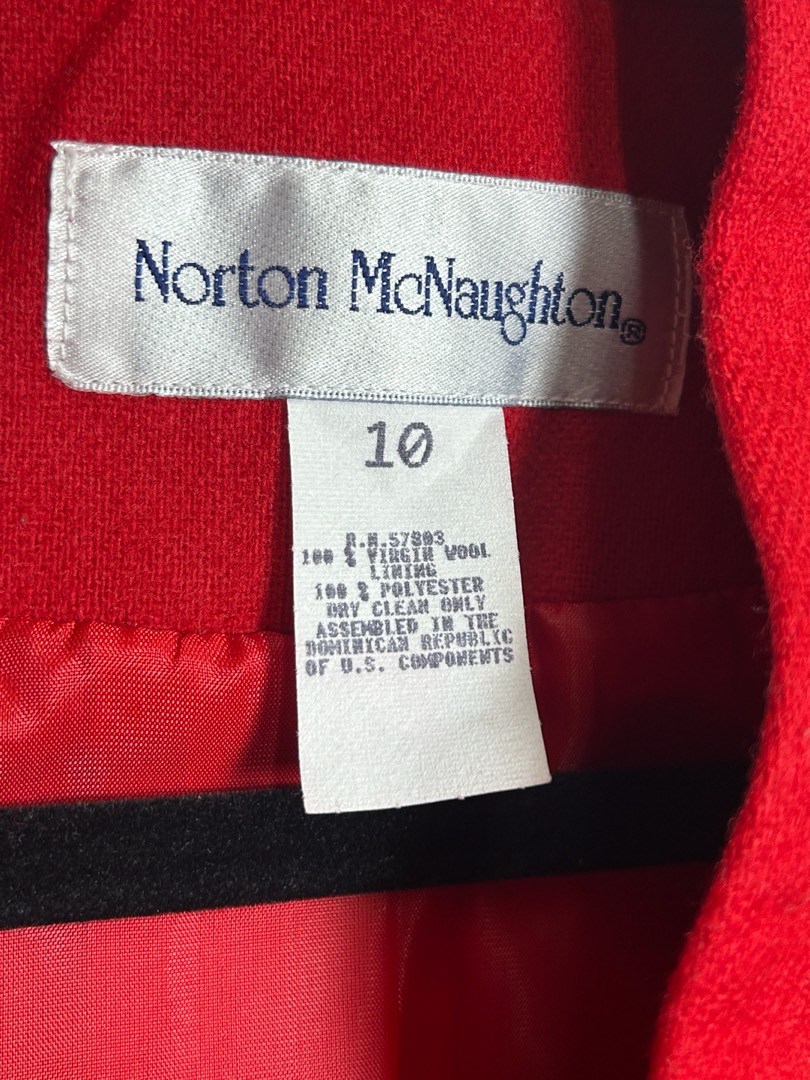 Norton McNaughton®
10
R.N.57803
100 % VIRGIN WOOL
LINING
100 % POLYESTER
DRY CLEAN ONLY
ASSEMBLED IN THE
DOMINICAN REPUBLIC
OF U.S. COMPONENTS